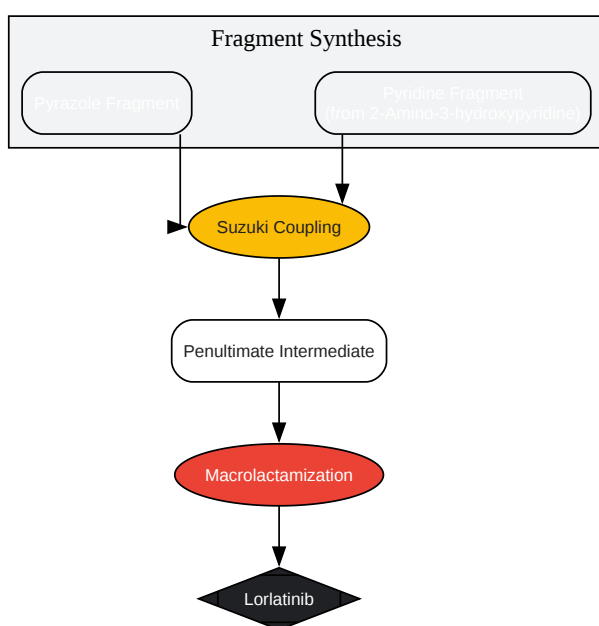 Fragment Synthesis
Pyrazole Fragment
Pyridine Fragment
(from 2-Amino-3-hydroxypyridine)
Suzuki Coupling
Penultimate Intermediate
Macrolactamization
Lorlatinib